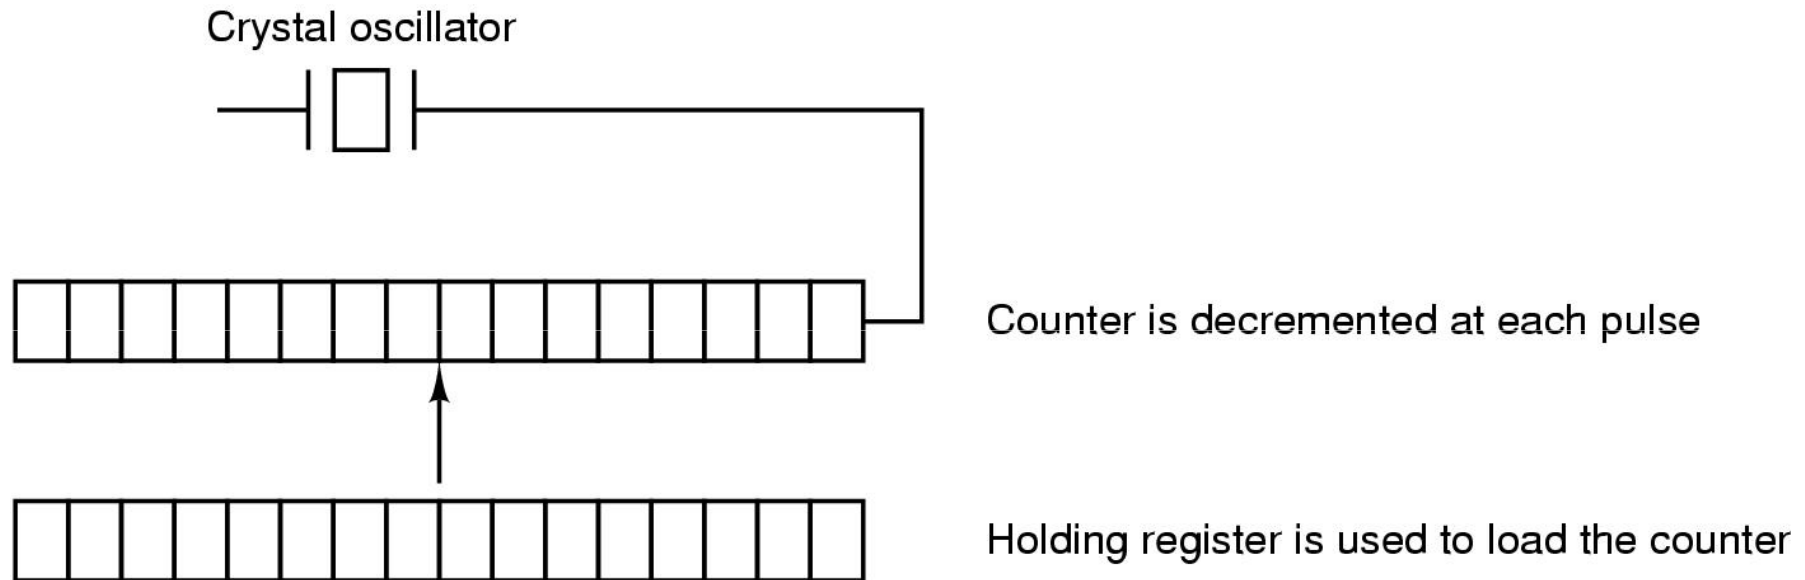 Crystal oscillator
Counter is decremented at each pulse
Holding register is used to load the counter